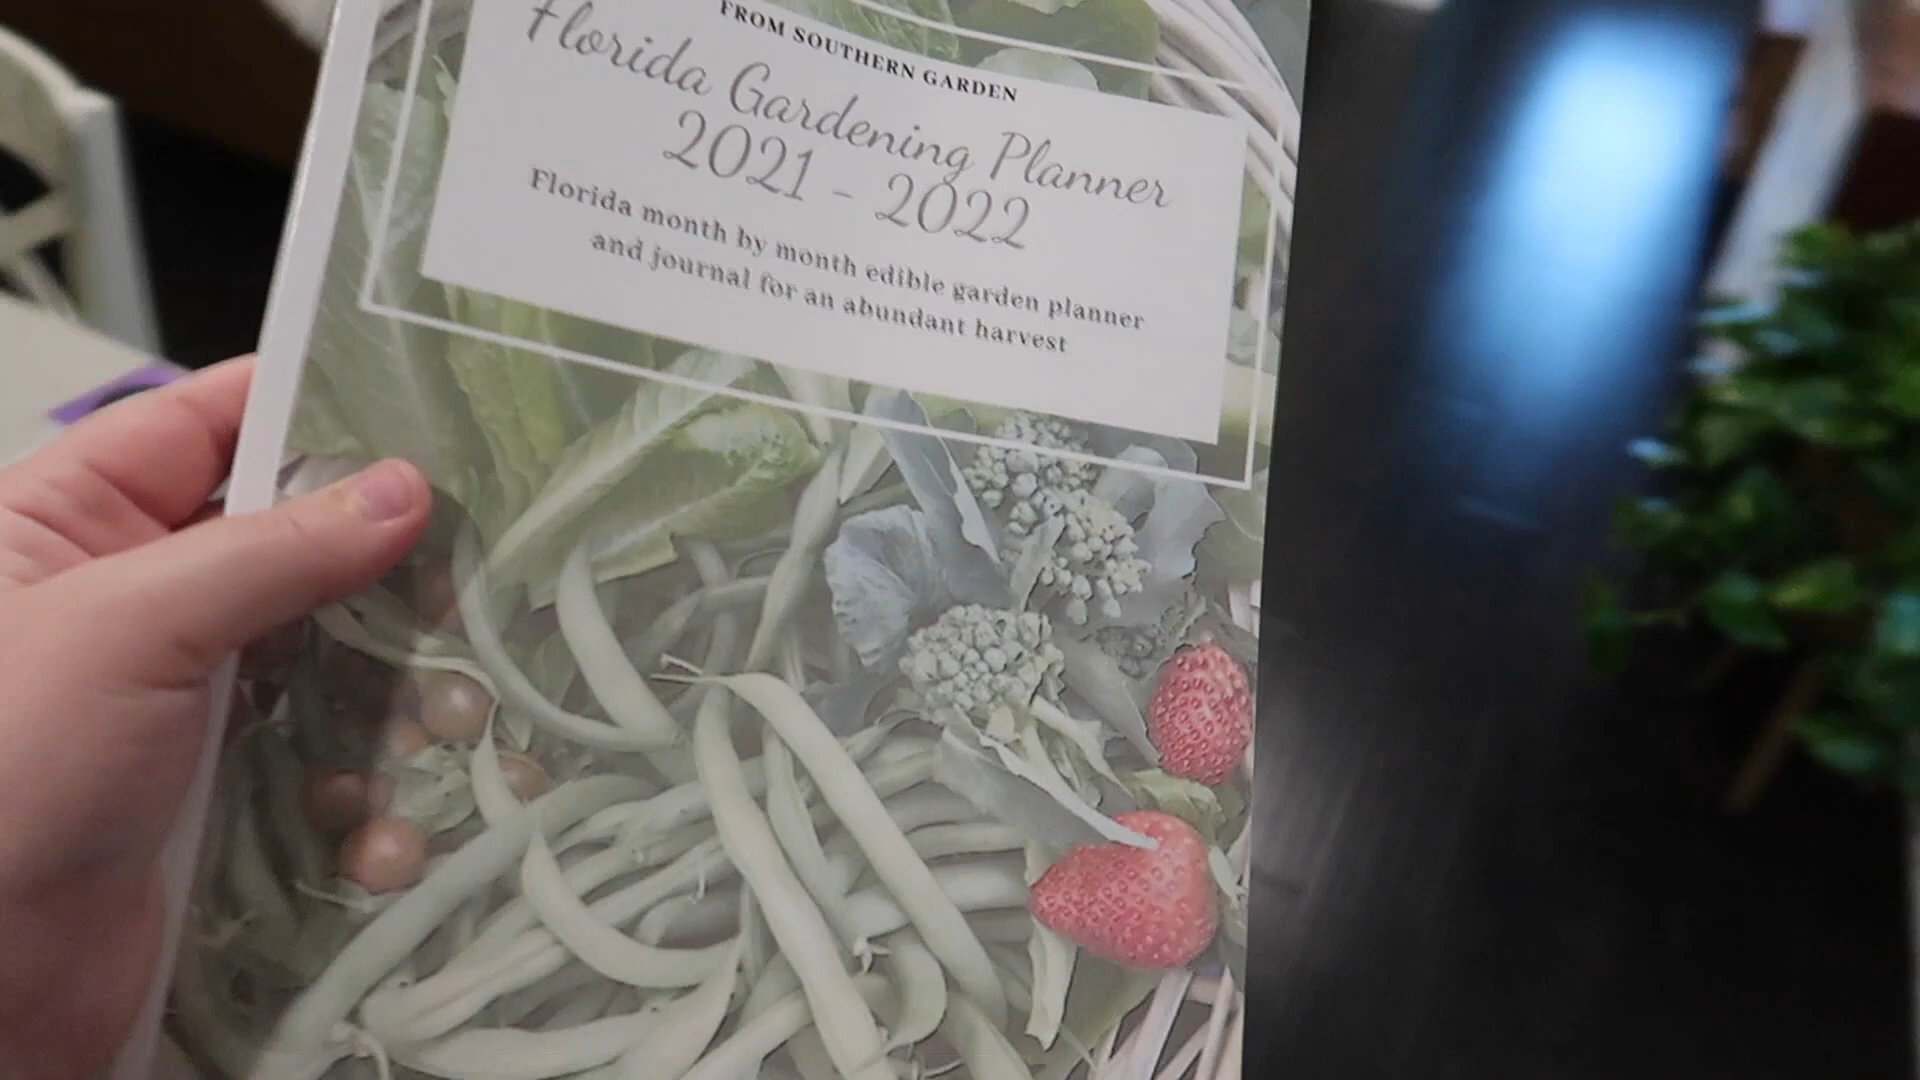 FROM SOUTHERN GARDEN
Florida Gardening Planner
2021 - 2022
Florida month by month edible garden planner
and journal for an abundant harvest